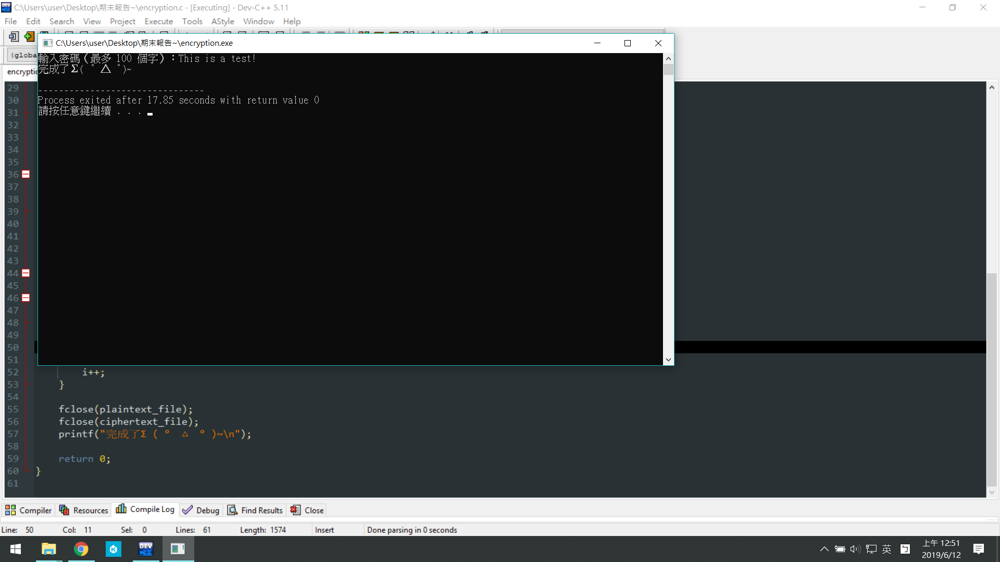 C:\Users\user\Desktop\期末報告~\encryption.c - [Executing] - Dev-C++ 5.11
File Edit Search View Project Execute Tools AStyle Window Help
C:\Users\user\Desktop\期末報告~\encryption.exe
(globa
encryptio
輸入密碼(最多 100 個字):This is a test!
完成了Σ( ゚ △ ゚)~
--------------------------------
Process exited after 17.85 seconds with return value 0
請按任意鍵繼續 . . .
29
30
31
32
33
34
35
36
37
38
39
40
41
42
43
44
45
46
47
48
49
50
51
52 i++;
53 }
54
55 fclose(plaintext_file);
56 fclose(ciphertext_file);
57 printf("完成了Σ ( ° △ ° )~\n");
58
59 return 0;
60 }
61
Compiler Resources Compile Log Debug Find Results Close
Line: 50 Col: 11 Sel: 0 Lines: 61 Length: 1574 Insert Done parsing in 0 seconds
DEV C++ 英 上午 12:51
2019/6/12